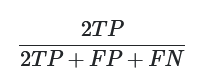 2TP
2TP + FP + FN